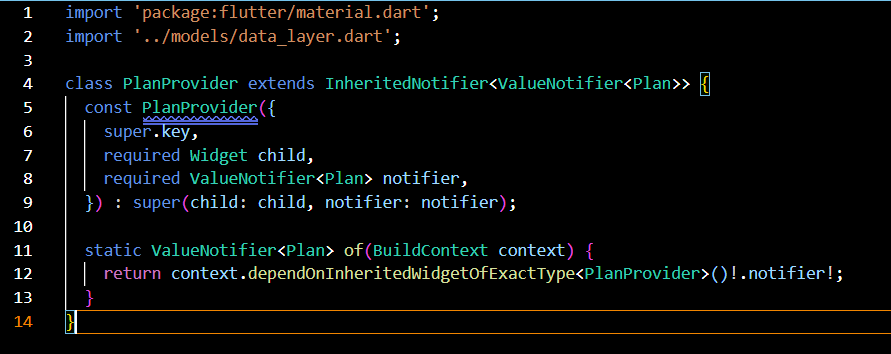 1 import 'package:flutter/material.dart';
2 import '../models/data_layer.dart';
3
4 class PlanProvider extends InheritedNotifier<ValueNotifier<Plan>> {
5   const PlanProvider({
6     super.key,
7     required Widget child,
8     required ValueNotifier<Plan> notifier,
9   }) : super(child: child, notifier: notifier);
10
11   static ValueNotifier<Plan> of(BuildContext context) {
12     return context.dependOnInheritedWidgetOfExactType<PlanProvider>()!.notifier!;
13   }
14 }